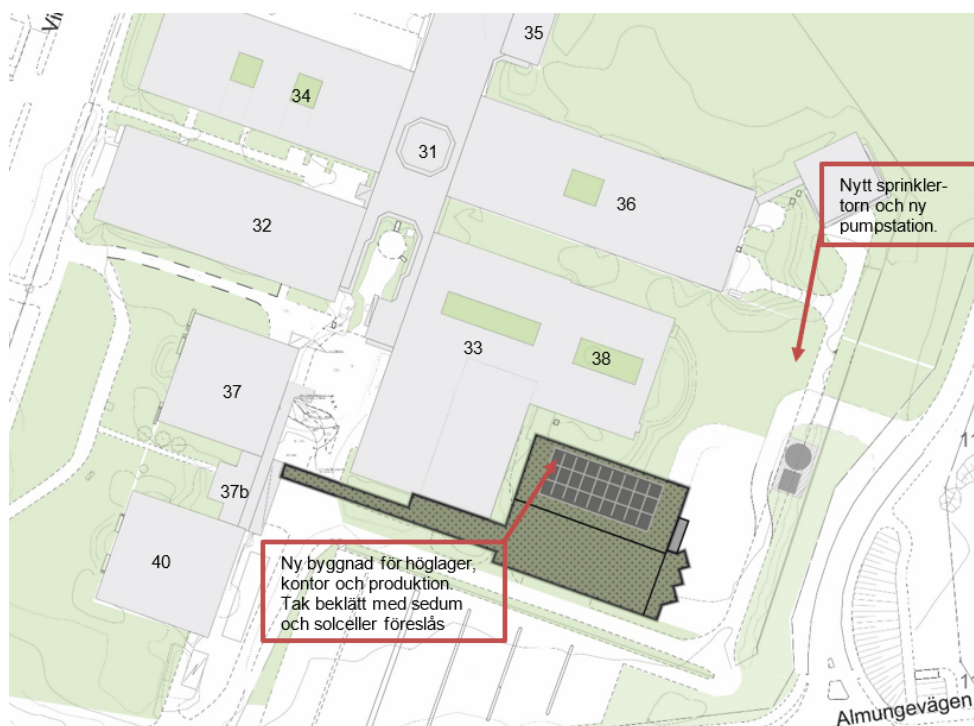 35
34
31
36
32
Nytt sprinkler-
torn och ny
pumpstation.
33
38
37
37b
40
Ny byggnad för höglager,
kontor och produktion.
Tak beklätt med sedum
och solceller föreslås
Almungevägen